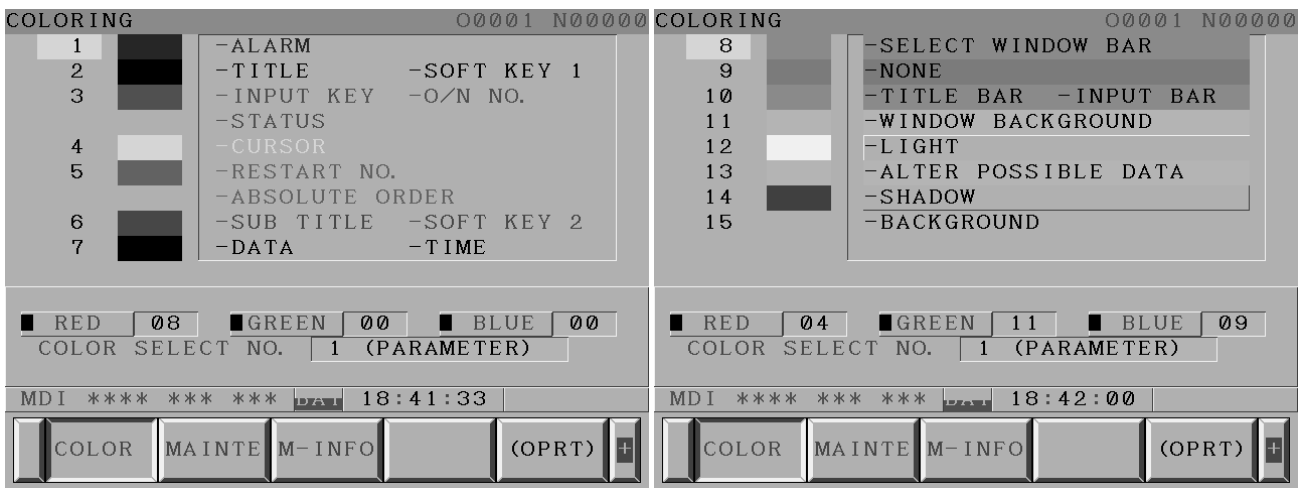 COLORING O0001 N00000
1 -ALARM
2 -TITLE -SOFT KEY 1
3 -INPUT KEY -O/N NO.
-STATUS
4 -CURSOR
5 -RESTART NO.
-ABSOLUTE ORDER
6 -SUB TITLE -SOFT KEY 2
7 -DATA -TIME
RED 08 GREEN 00 BLUE 00
COLOR SELECT NO. 1 (PARAMETER)
MDI **** *** *** BAT 18:41:33
COLOR MAINTE M-INFO (OPRT) +
COLORING O0001 N00000
8 -SELECT WINDOW BAR
9 -NONE
10 -TITLE BAR -INPUT BAR
11 -WINDOW BACKGROUND
12 -LIGHT
13 -ALTER POSSIBLE DATA
14 -SHADOW
15 -BACKGROUND
RED 04 GREEN 11 BLUE 09
COLOR SELECT NO. 1 (PARAMETER)
MDI **** *** *** BAT 18:42:00
COLOR MAINTE M-INFO (OPRT) +